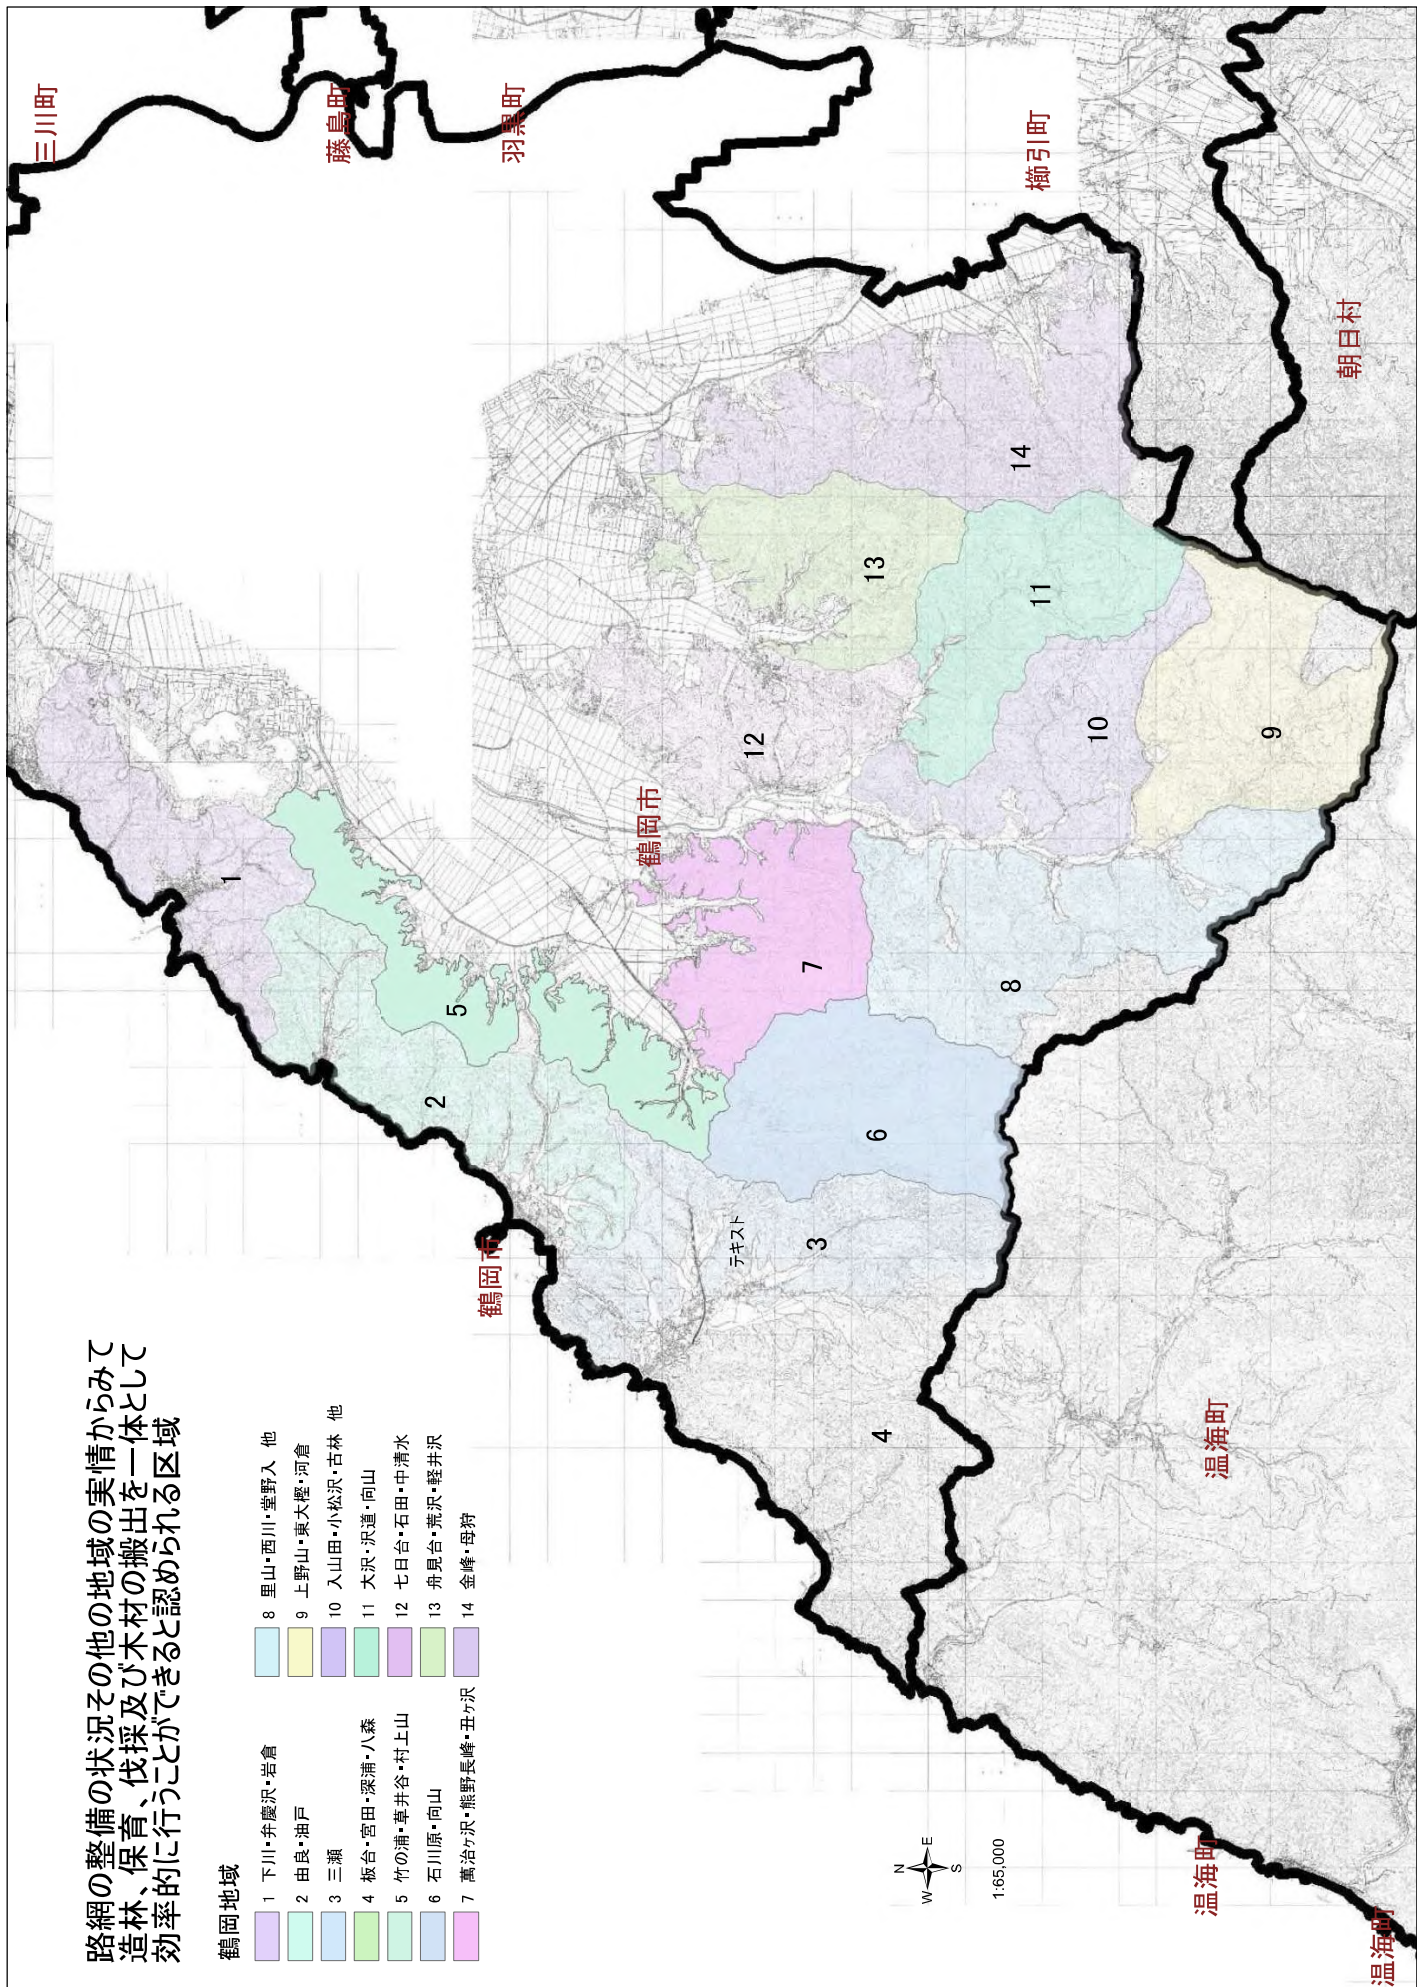 路網の整備の状況その他の地域の実情からみて
造林、保育、伐採及び木材の搬出を一体として
効率的に行うことができると認められる区域
鶴岡地域
1 下川・弁慶沢・岩倉
2 由良・油戸
3 三瀬
4 板台・宮田・深浦・八森
5 竹の浦・草井谷・村上山
6 石川原・向山
7 萬治ヶ沢・熊野長峰・丑ヶ沢
8 里山・西川・堂野入 他
9 上野山・東大樫・河倉
10 入山田・小松沢・古林 他
11 大沢・沢道・向山
12 七日台・石田・中清水
13 舟見台・荒沢・軽井沢
14 金峰・母狩
N
W
E
S
1:65,000
三川町
藤島町
羽黒町
櫛引町
朝日村
鶴岡市
鶴岡市
温海町
温海町
温海町
テキスト
1
2
3
4
5
6
7
8
9
10
11
12
13
14